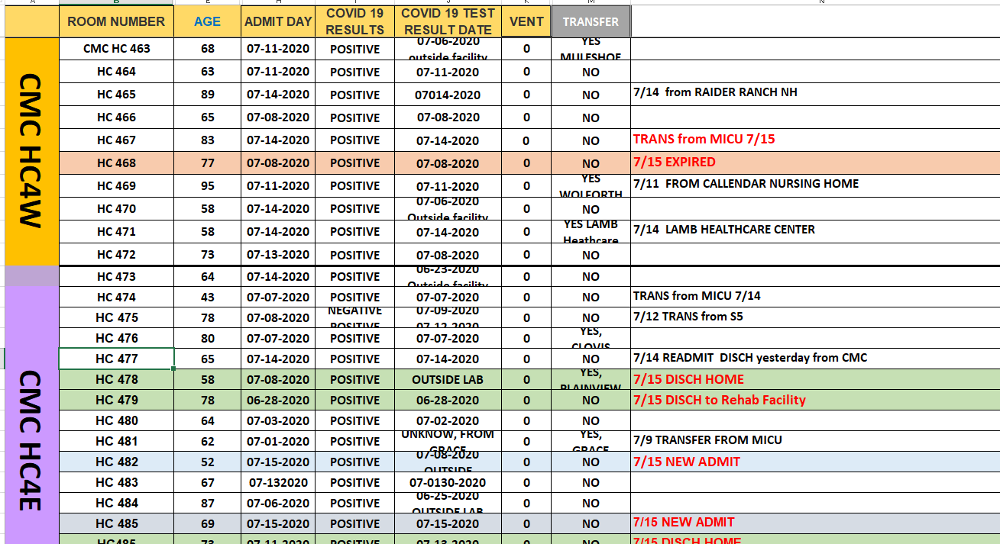 ROOM NUMBER AGE ADMIT DAY COVID 19 RESULTS COVID 19 TEST RESULT DATE VENT TRANSFER
CMC HC4W
CMC HC 463 68 07-11-2020 POSITIVE 07-06-2020 outside facility 0 YES MULESHOE
HC 464 63 07-11-2020 POSITIVE 07-11-2020 0 NO
HC 465 89 07-14-2020 POSITIVE 07014-2020 0 NO 7/14 from RAIDER RANCH NH
HC 466 65 07-08-2020 POSITIVE 07-08-2020 0 NO
HC 467 83 07-14-2020 POSITIVE 07-14-2020 0 NO TRANS from MICU 7/15
HC 468 77 07-08-2020 POSITIVE 07-08-2020 0 NO 7/15 EXPIRED
HC 469 95 07-11-2020 POSITIVE 07-11-2020 0 YES WOLFORTH 7/11 FROM CALLENDAR NURSING HOME
HC 470 58 07-14-2020 POSITIVE 07-06-2020 Outside facility 0 NO
HC 471 58 07-14-2020 POSITIVE 07-14-2020 0 YES LAMB Heathcare 7/14 LAMB HEALTHCARE CENTER
HC 472 73 07-13-2020 POSITIVE 07-08-2020 0 NO
CMC HC4E
HC 473 64 07-14-2020 POSITIVE 06-23-2020 Outside facility 0 NO
HC 474 43 07-07-2020 POSITIVE 07-07-2020 0 NO TRANS from MICU 7/14
HC 475 78 07-08-2020 NEGATIVE POSITIVE 07-09-2020 07-12-2020 0 NO 7/12 TRANS from S5
HC 476 80 07-07-2020 POSITIVE 07-07-2020 0 YES, CLOVIS
HC 477 65 07-14-2020 POSITIVE 07-14-2020 0 NO 7/14 READMIT DISCH yesterday from CMC
HC 478 58 07-08-2020 POSITIVE OUTSIDE LAB 0 YES, PLAINVIEW 7/15 DISCH HOME
HC 479 78 06-28-2020 POSITIVE 06-28-2020 0 NO 7/15 DISCH to Rehab Facility
HC 480 64 07-03-2020 POSITIVE 07-02-2020 0 NO
HC 481 62 07-01-2020 POSITIVE UNKNOW, FROM GRACE 0 YES, GRACE 7/9 TRANSFER FROM MICU
HC 482 52 07-15-2020 POSITIVE 07-08-2020 OUTSIDE 0 NO 7/15 NEW ADMIT
HC 483 67 07-132020 POSITIVE 07-0130-2020 0 NO
HC 484 87 07-06-2020 POSITIVE 06-25-2020 OUTSIDE LAB 0 NO
HC 485 69 07-15-2020 POSITIVE 07-15-2020 0 NO 7/15 NEW ADMIT
HC485 73 07-11-2020 POSITIVE 07-13-2020 0 NO 7/15 DISCH HOME